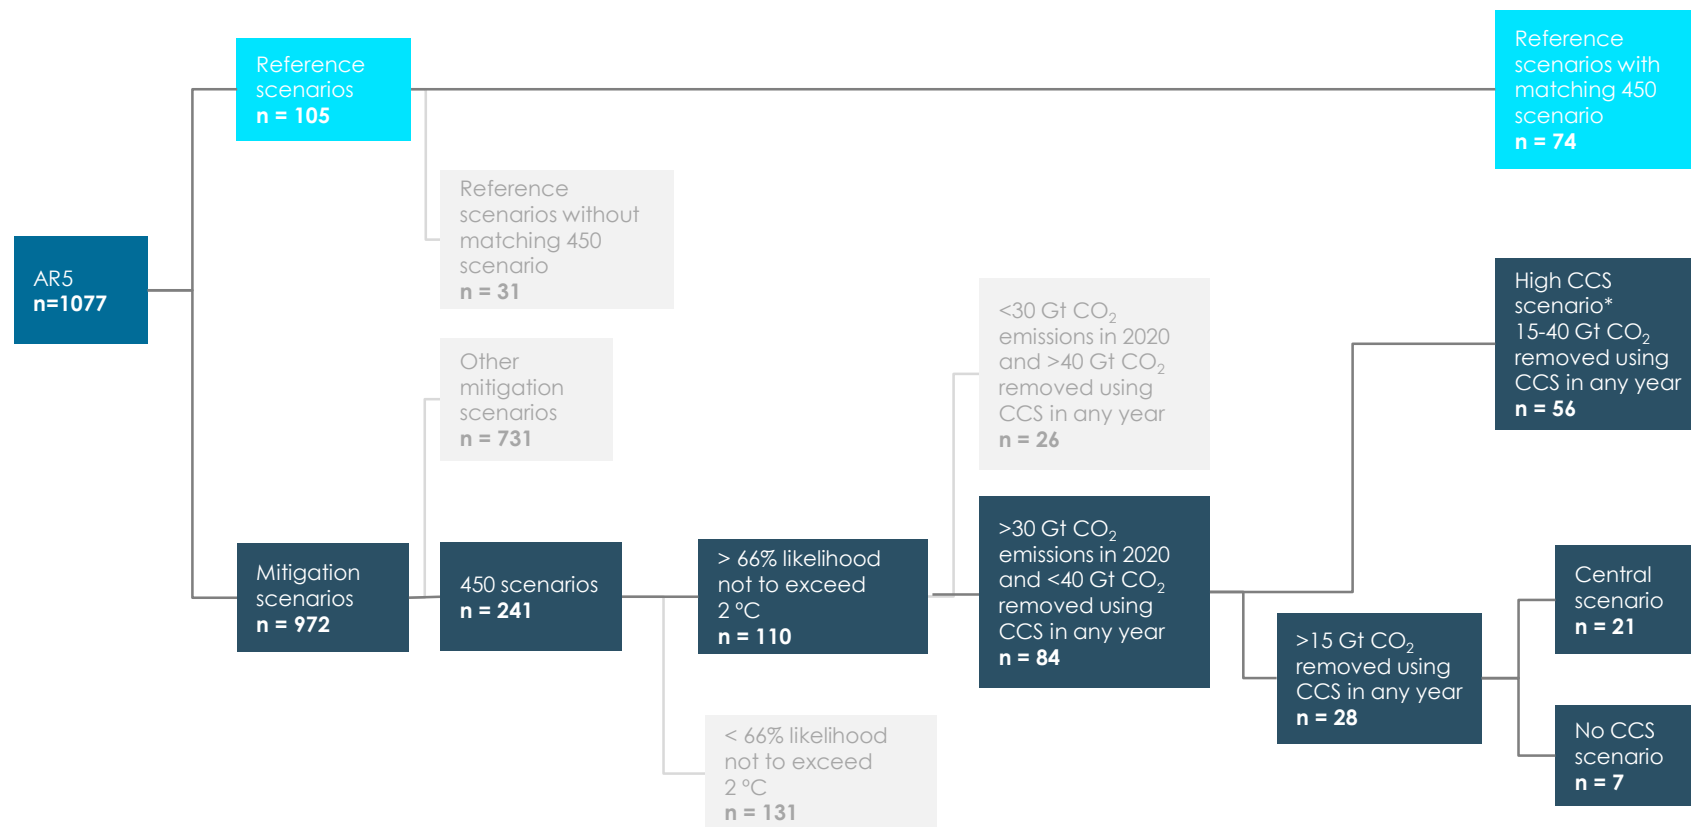 Reference
scenarios
n = 105
Reference
scenarios with
matching 450
scenario
n = 74
Reference
scenarios without
matching 450
scenario
n = 31
AR5
n=1077
Other
mitigation
scenarios
n = 731
<30 Gt CO₂
emissions in 2020
and >40 Gt CO₂
removed using
CCS in any year
n = 26
High CCS
scenario*
15-40 Gt CO₂
removed using
CCS in any year
n = 56
Mitigation
scenarios
n = 972
450 scenarios
n = 241
> 66% likelihood
not to exceed
2 ºC
n = 110
>30 Gt CO₂
emissions in 2020
and <40 Gt CO₂
removed using
CCS in any year
n = 84
>15 Gt CO₂
removed using
CCS in any year
n = 28
Central
scenario
n = 21
No CCS
scenario
n = 7
< 66% likelihood
not to exceed
2 ºC
n = 131